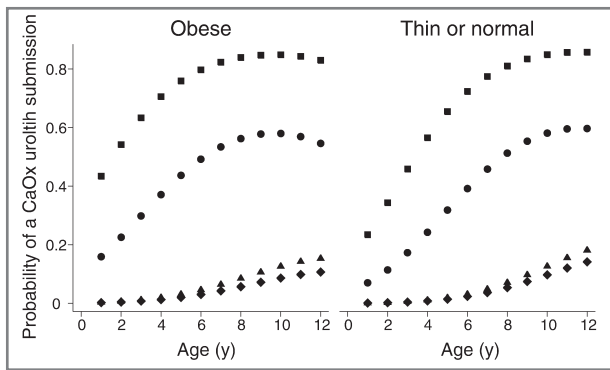 Obese
Thin or normal
Probability of a CaOx uroltih submission
0.8
0.6
0.4
0.2
0
0 2 4 6 8 10 12
0 2 4 6 8 10 12
Age (y)
Age (y)